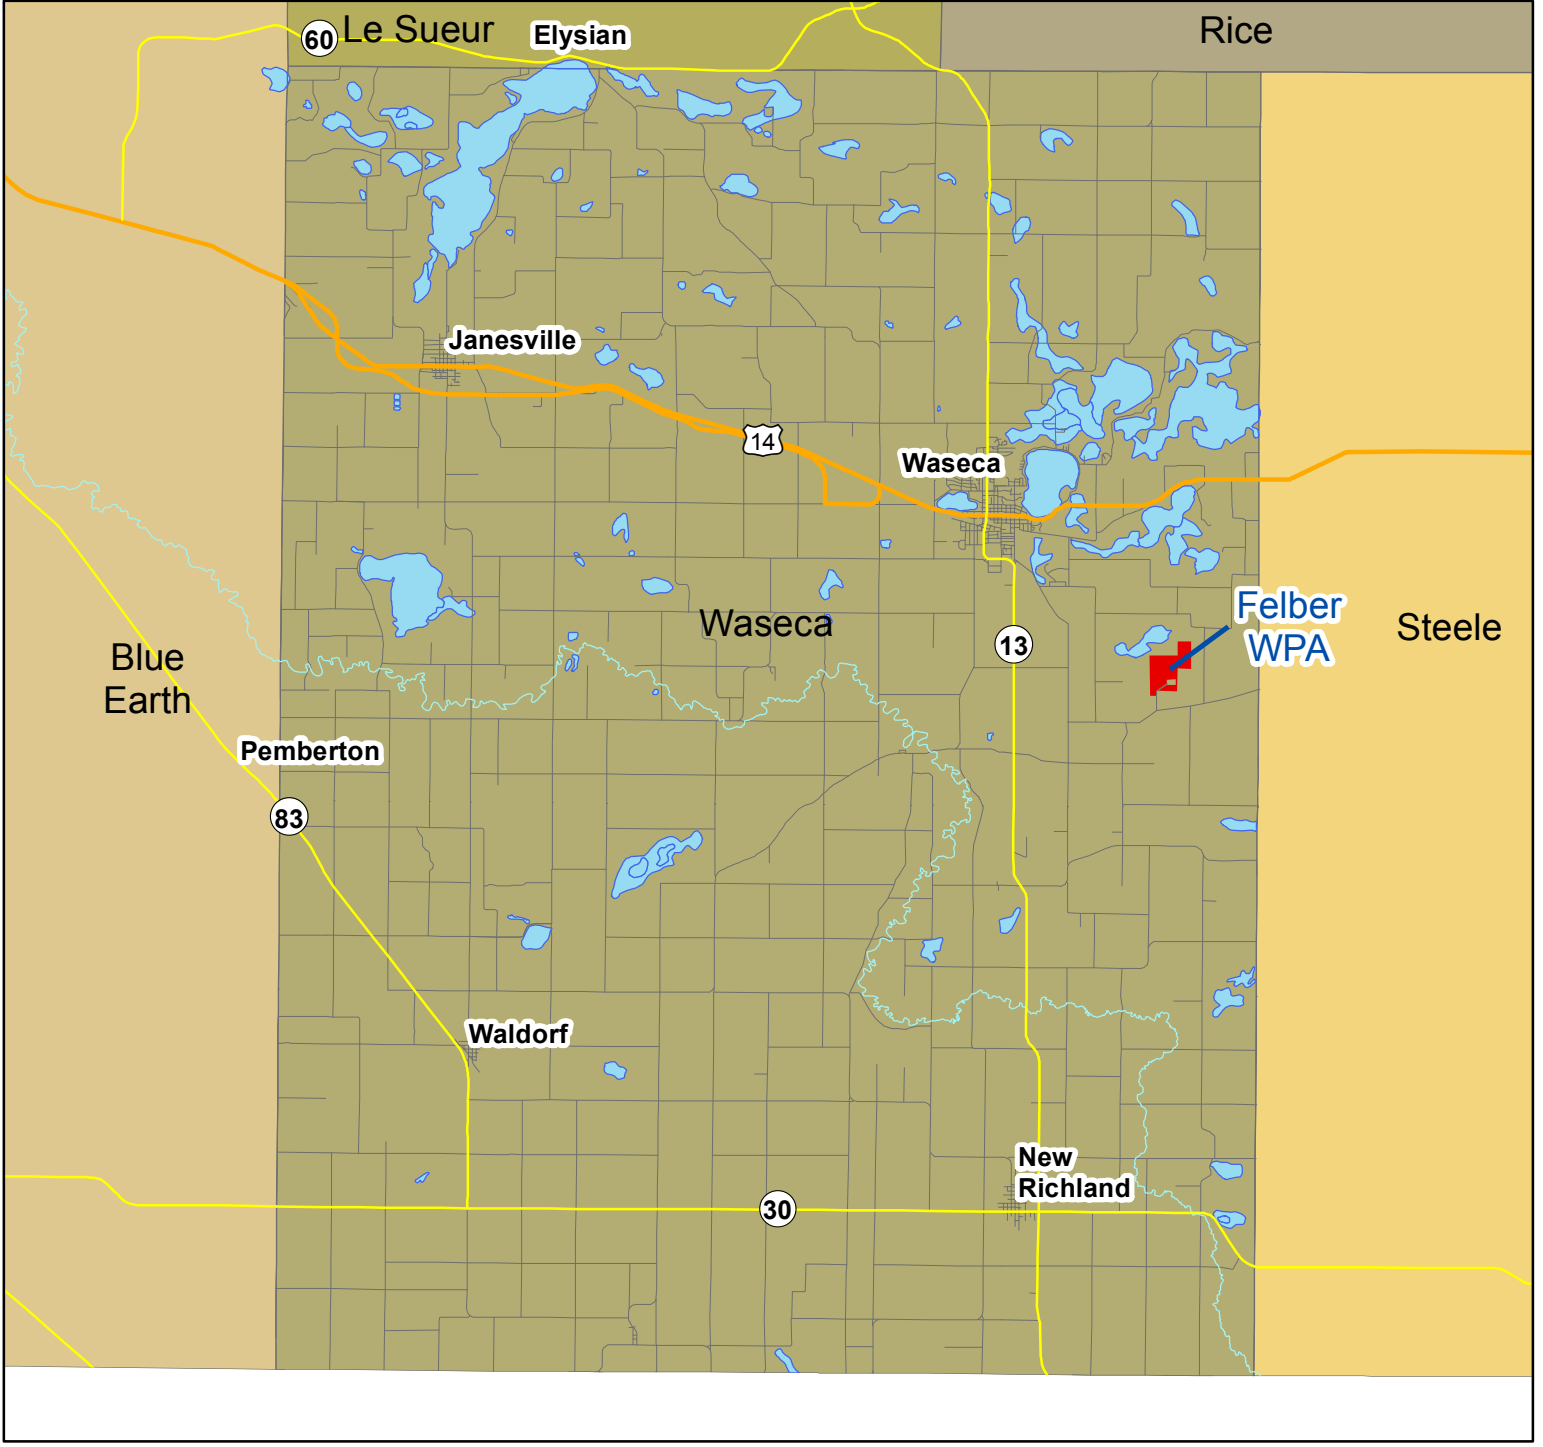 60
Le Sueur
Elysian
Rice
Janesville
14
Waseca
Felber
WPA
Waseca
13
Steele
Blue
Earth
Pemberton
83
Waldorf
New
Richland
30